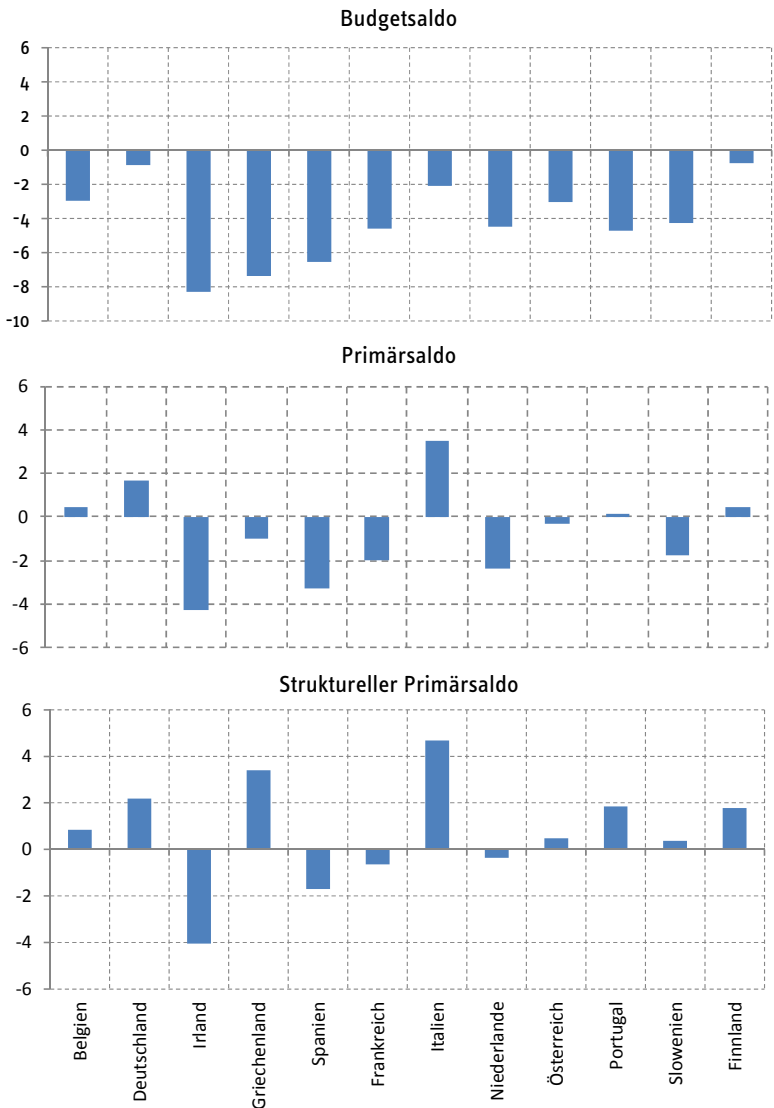 Budgetsaldo
6
4
2
0
-2
-4
-6
-8
-10
Primärsaldo
6
4
2
0
-2
-4
-6
Struktureller Primärsaldo
6
4
2
0
-2
-4
-6
Belgien
Deutschland
Irland
Griechenland
Spanien
Frankreich
Italien
Niederlande
Österreich
Portugal
Slowenien
Finnland